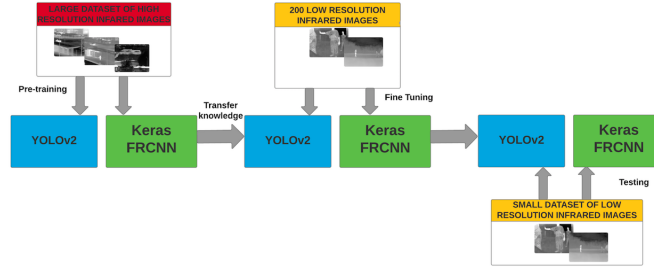 LARGE DATASET OF HIGH
RESOLUTION INFARED IMAGES
200 LOW RESOLUTION
INFRARED IMAGES
Pre-training
Transfer
knowledge
Fine Tuning
YOLOv2
Keras
FRCNN
YOLOv2
Keras
FRCNN
YOLOv2
Keras
FRCNN
Testing
SMALL DATASET OF LOW
RESOLUTION INFRARED IMAGES